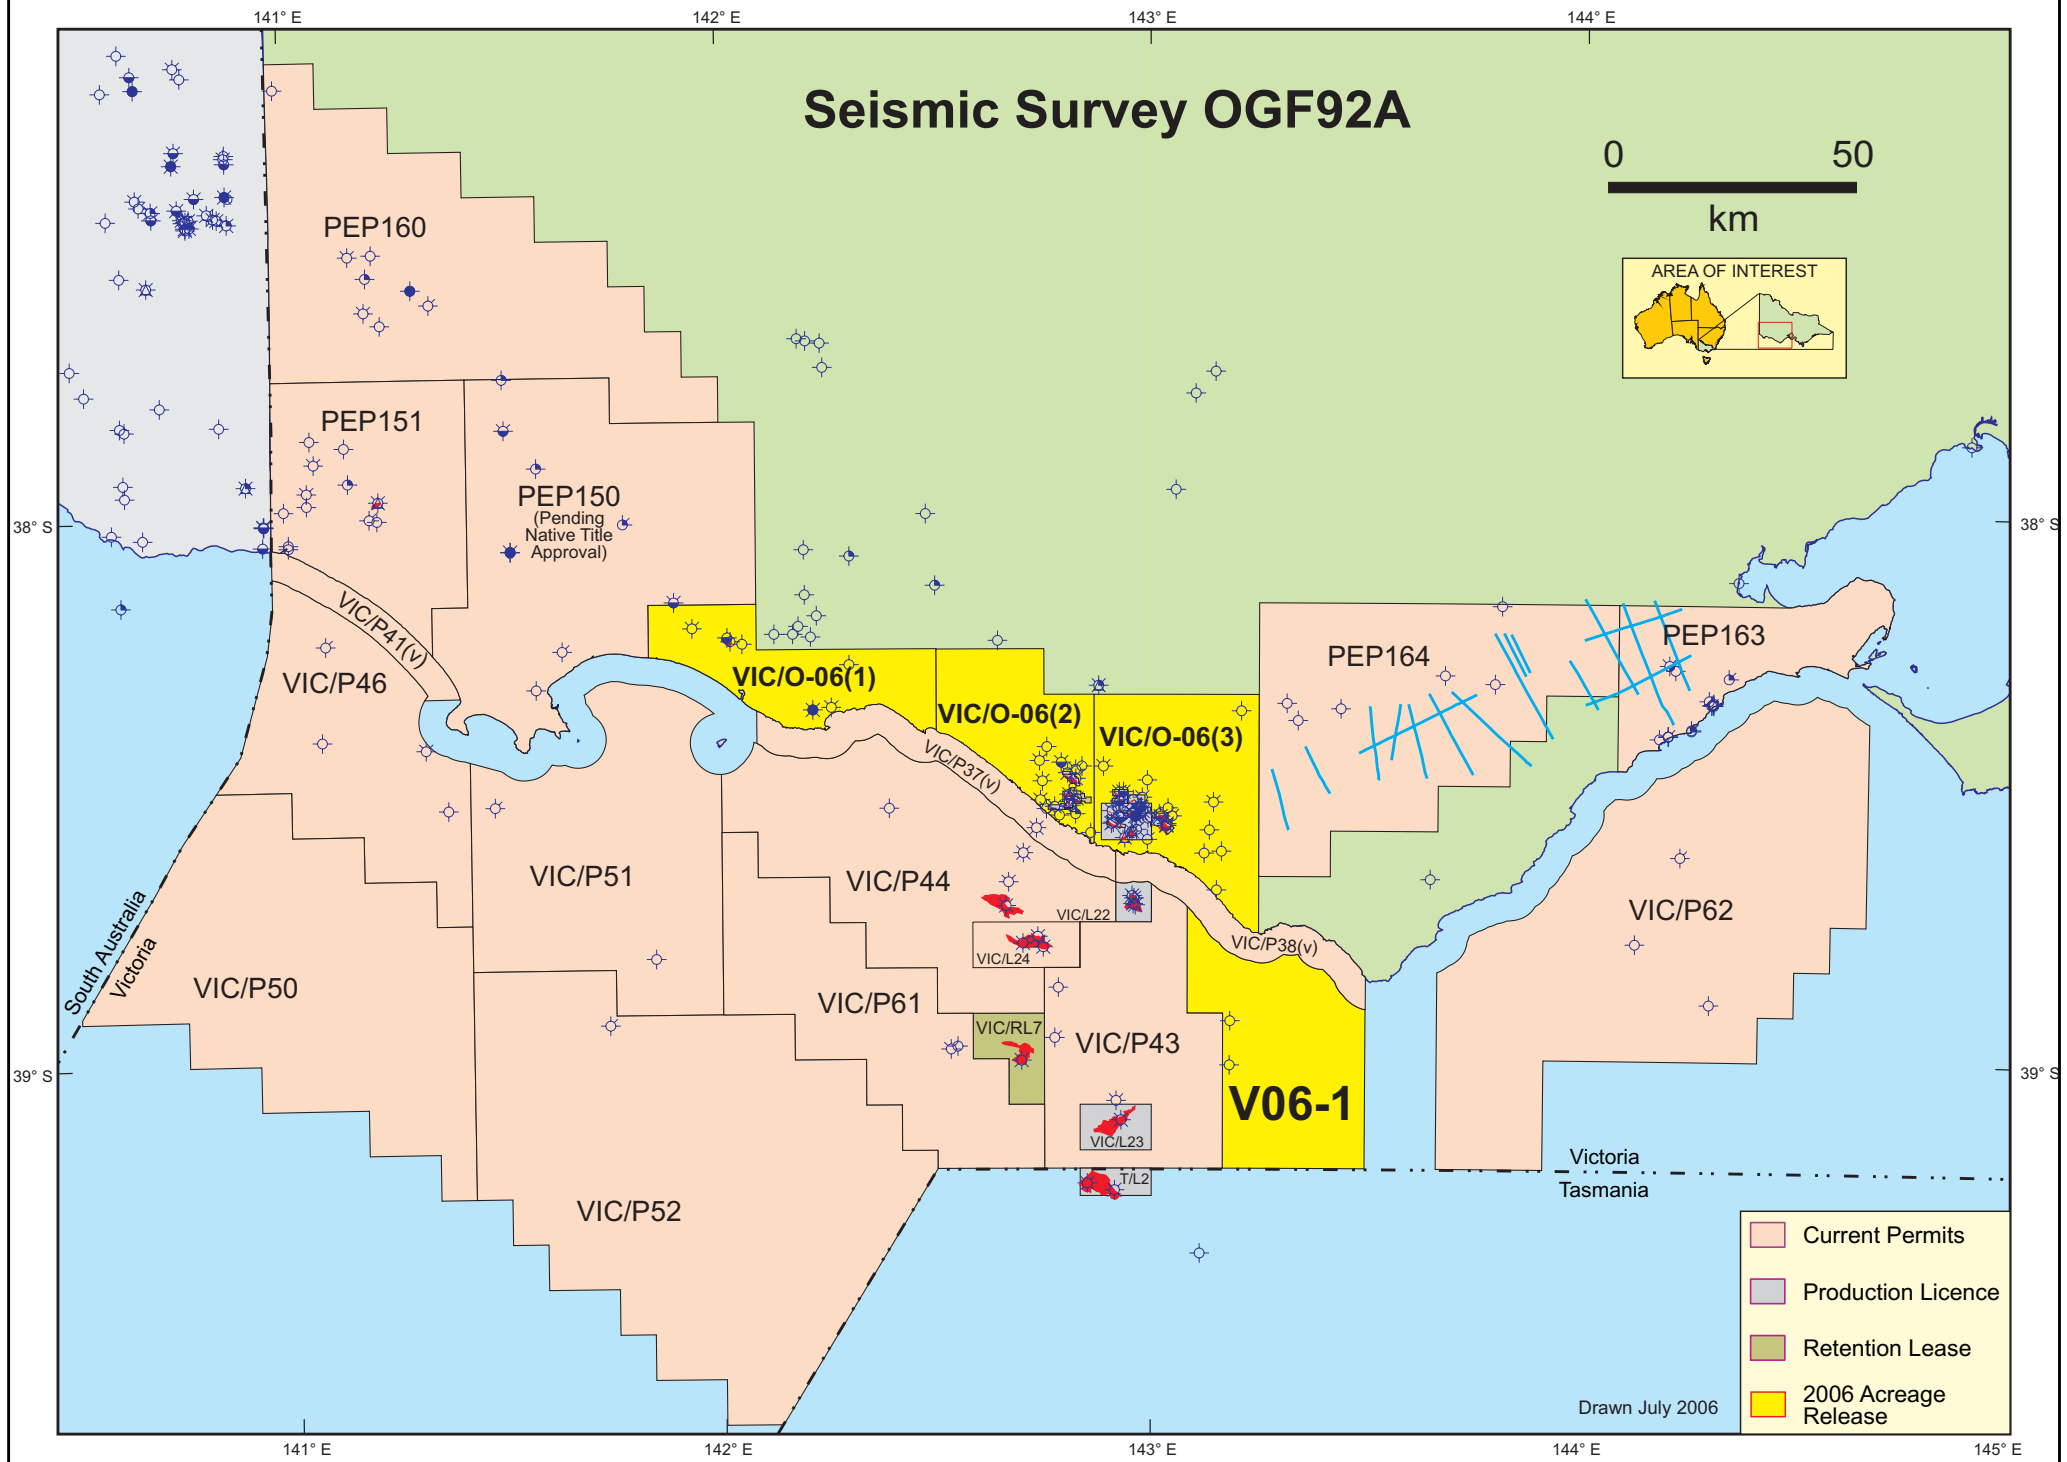 141° E
142° E
143° E
144° E
Seismic Survey OGF92A
0
50
km
AREA OF INTEREST
PEP160
PEP151
PEP150
(Pending
Native Title
Approval)
38° S
38° S
VIC/P41(v)
VIC/P46
VIC/O-06(1)
VIC/O-06(2)
VIC/O-06(3)
PEP164
PEP163
VIC/P37(v)
VIC/P51
VIC/P44
VIC/L22
VIC/P62
VIC/P38(v)
VIC/L24
South Australia
Victoria
VIC/P50
VIC/P61
VIC/RL7
VIC/P43
39° S
39° S
V06-1
VIC/L23
T/L2
Victoria
Tasmania
VIC/P52
Current Permits
Production Licence
Retention Lease
2006 Acreage
Release
Drawn July 2006
141° E
142° E
143° E
144° E
145° E